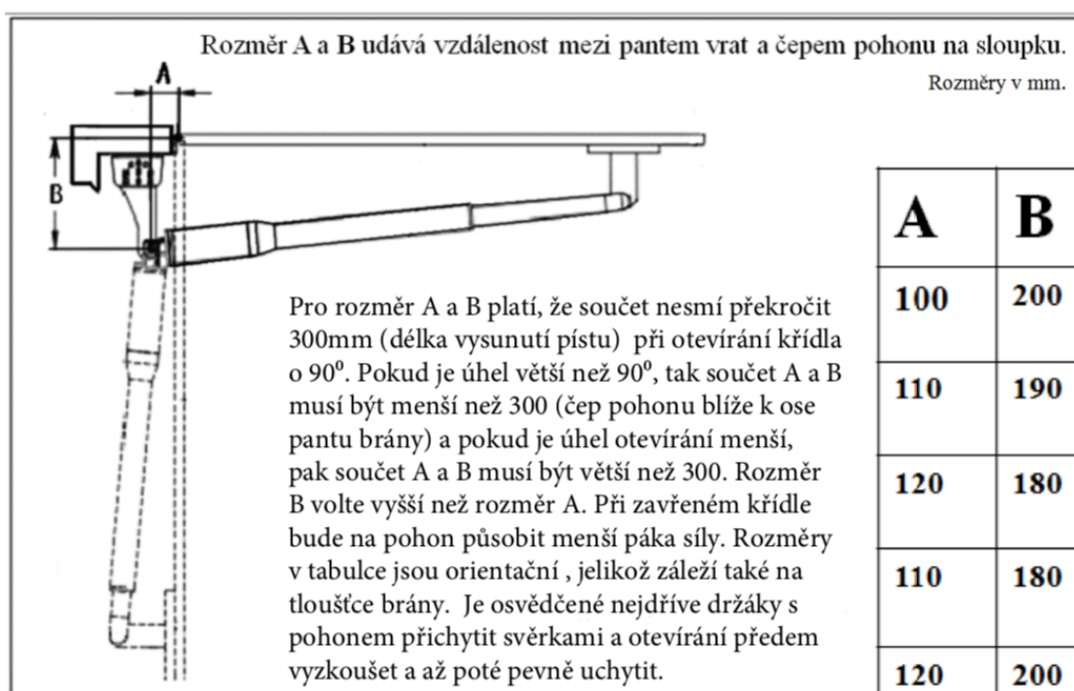 Rozměr A a B udává vzdálenost mezi pantem vrat a čepem pohonu na sloupku.
Rozměry v mm.
A
B
Pro rozměr A a B platí, že součet nesmí překročit
300mm (délka vysunutí pístu) při otevírání křídla
o 90⁰. Pokud je úhel větší než 90⁰, tak součet A a B
musí být menší než 300 (čep pohonu blíže k ose
pantu brány) a pokud je úhel otevírání menší,
pak součet A a B musí být větší než 300. Rozměr
B volte vyšší než rozměr A. Při zavřeném křídle
bude na pohon působit menší páka síly. Rozměry
v tabulce jsou orientační , jelikož záleží také na
tloušťce brány. Je osvědčené nejdříve držáky s
pohonem přichytit svěrkami a otevírání předem
vyzkoušet a až poté pevně uchytit.
A B
100 200
110 190
120 180
110 180
120 200